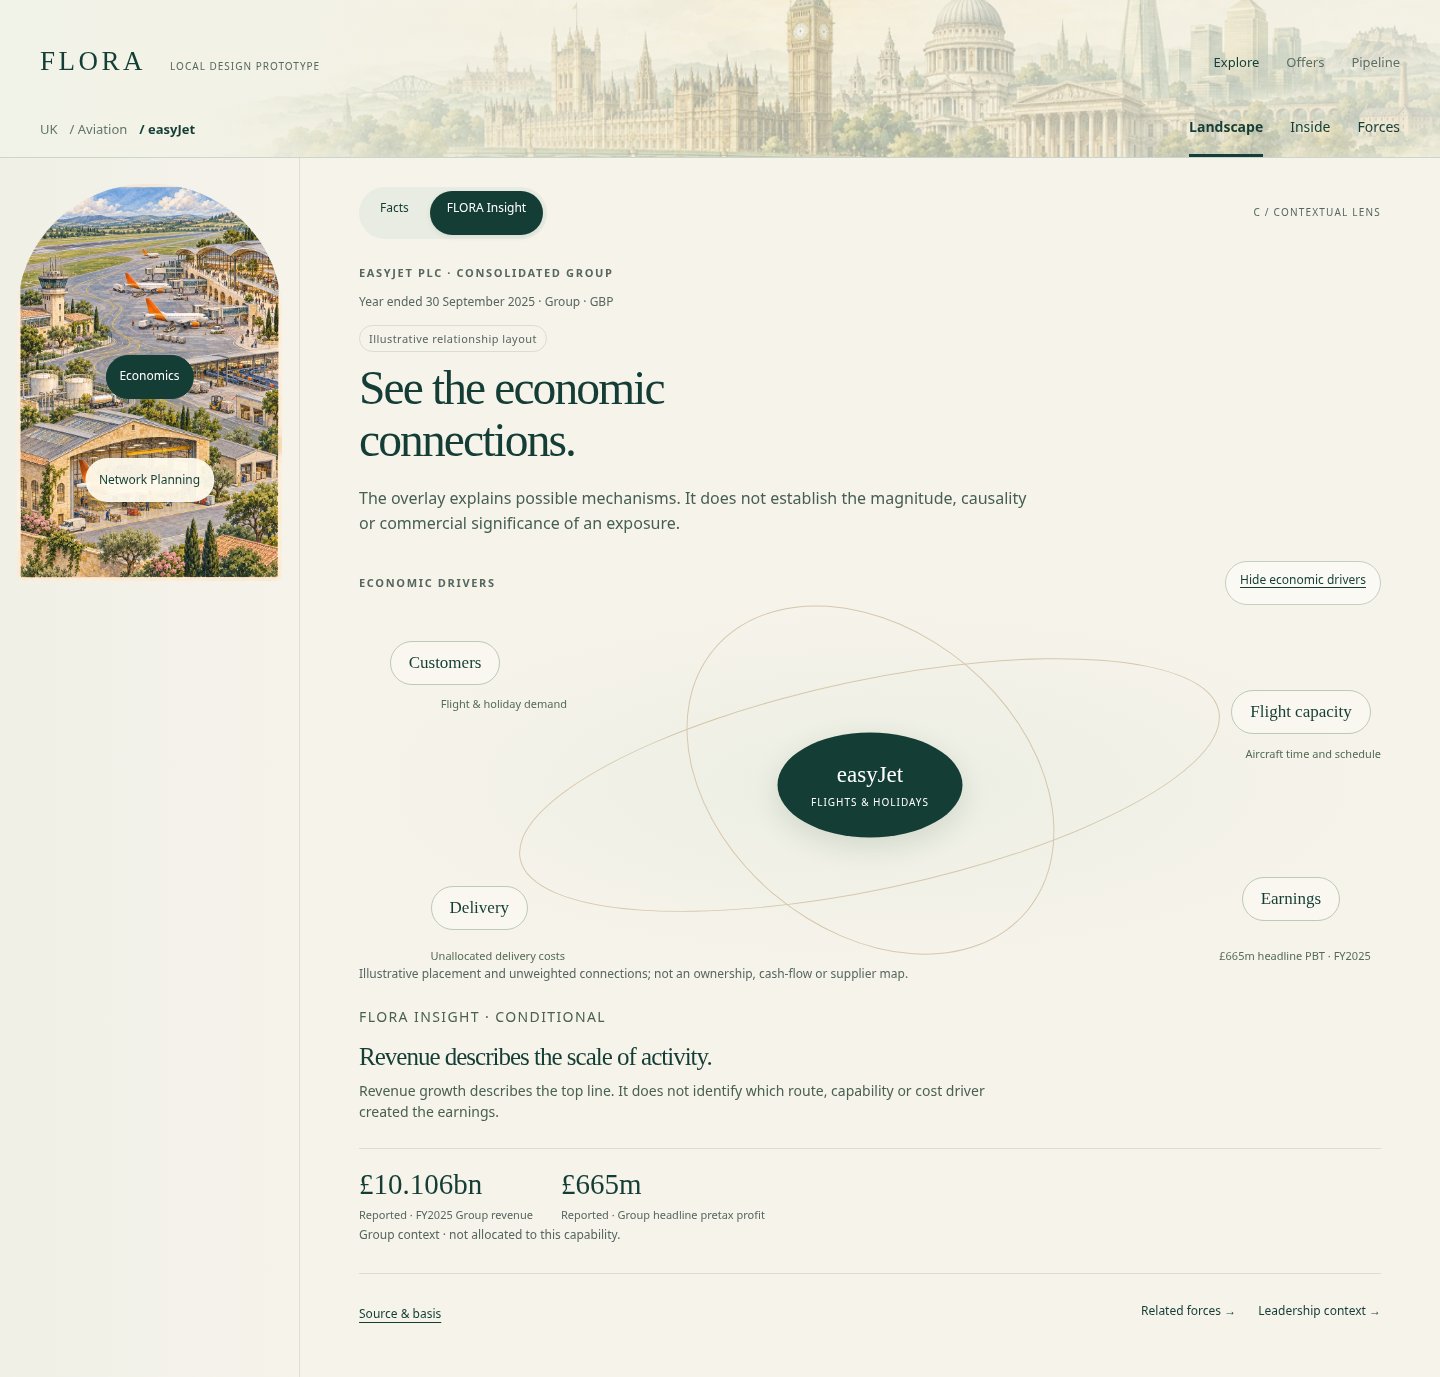 FLORA LOCAL DESIGN PROTOTYPE
Explore Offers Pipeline
UK / Aviation / easyJet
Landscape Inside Forces
Economics
Network Planning
Facts FLORA Insight
C / CONTEXTUAL LENS
EASYJET PLC · CONSOLIDATED GROUP
Year ended 30 September 2025 · Group · GBP
Illustrative relationship layout
See the economic
connections.
The overlay explains possible mechanisms. It does not establish the magnitude, causality
or commercial significance of an exposure.
ECONOMIC DRIVERS
Hide economic drivers
Customers
Flight & holiday demand
Flight capacity
Aircraft time and schedule
easyJet
FLIGHTS & HOLIDAYS
Delivery
Unallocated delivery costs
Earnings
£665m headline PBT · FY2025
Illustrative placement and unweighted connections; not an ownership, cash-flow or supplier map.
FLORA INSIGHT · CONDITIONAL
Revenue describes the scale of activity.
Revenue growth describes the top line. It does not identify which route, capability or cost driver
created the earnings.
£10.106bn
Reported · FY2025 Group revenue
£665m
Reported · Group headline pretax profit
Group context · not allocated to this capability.
Source & basis
Related forces → Leadership context →